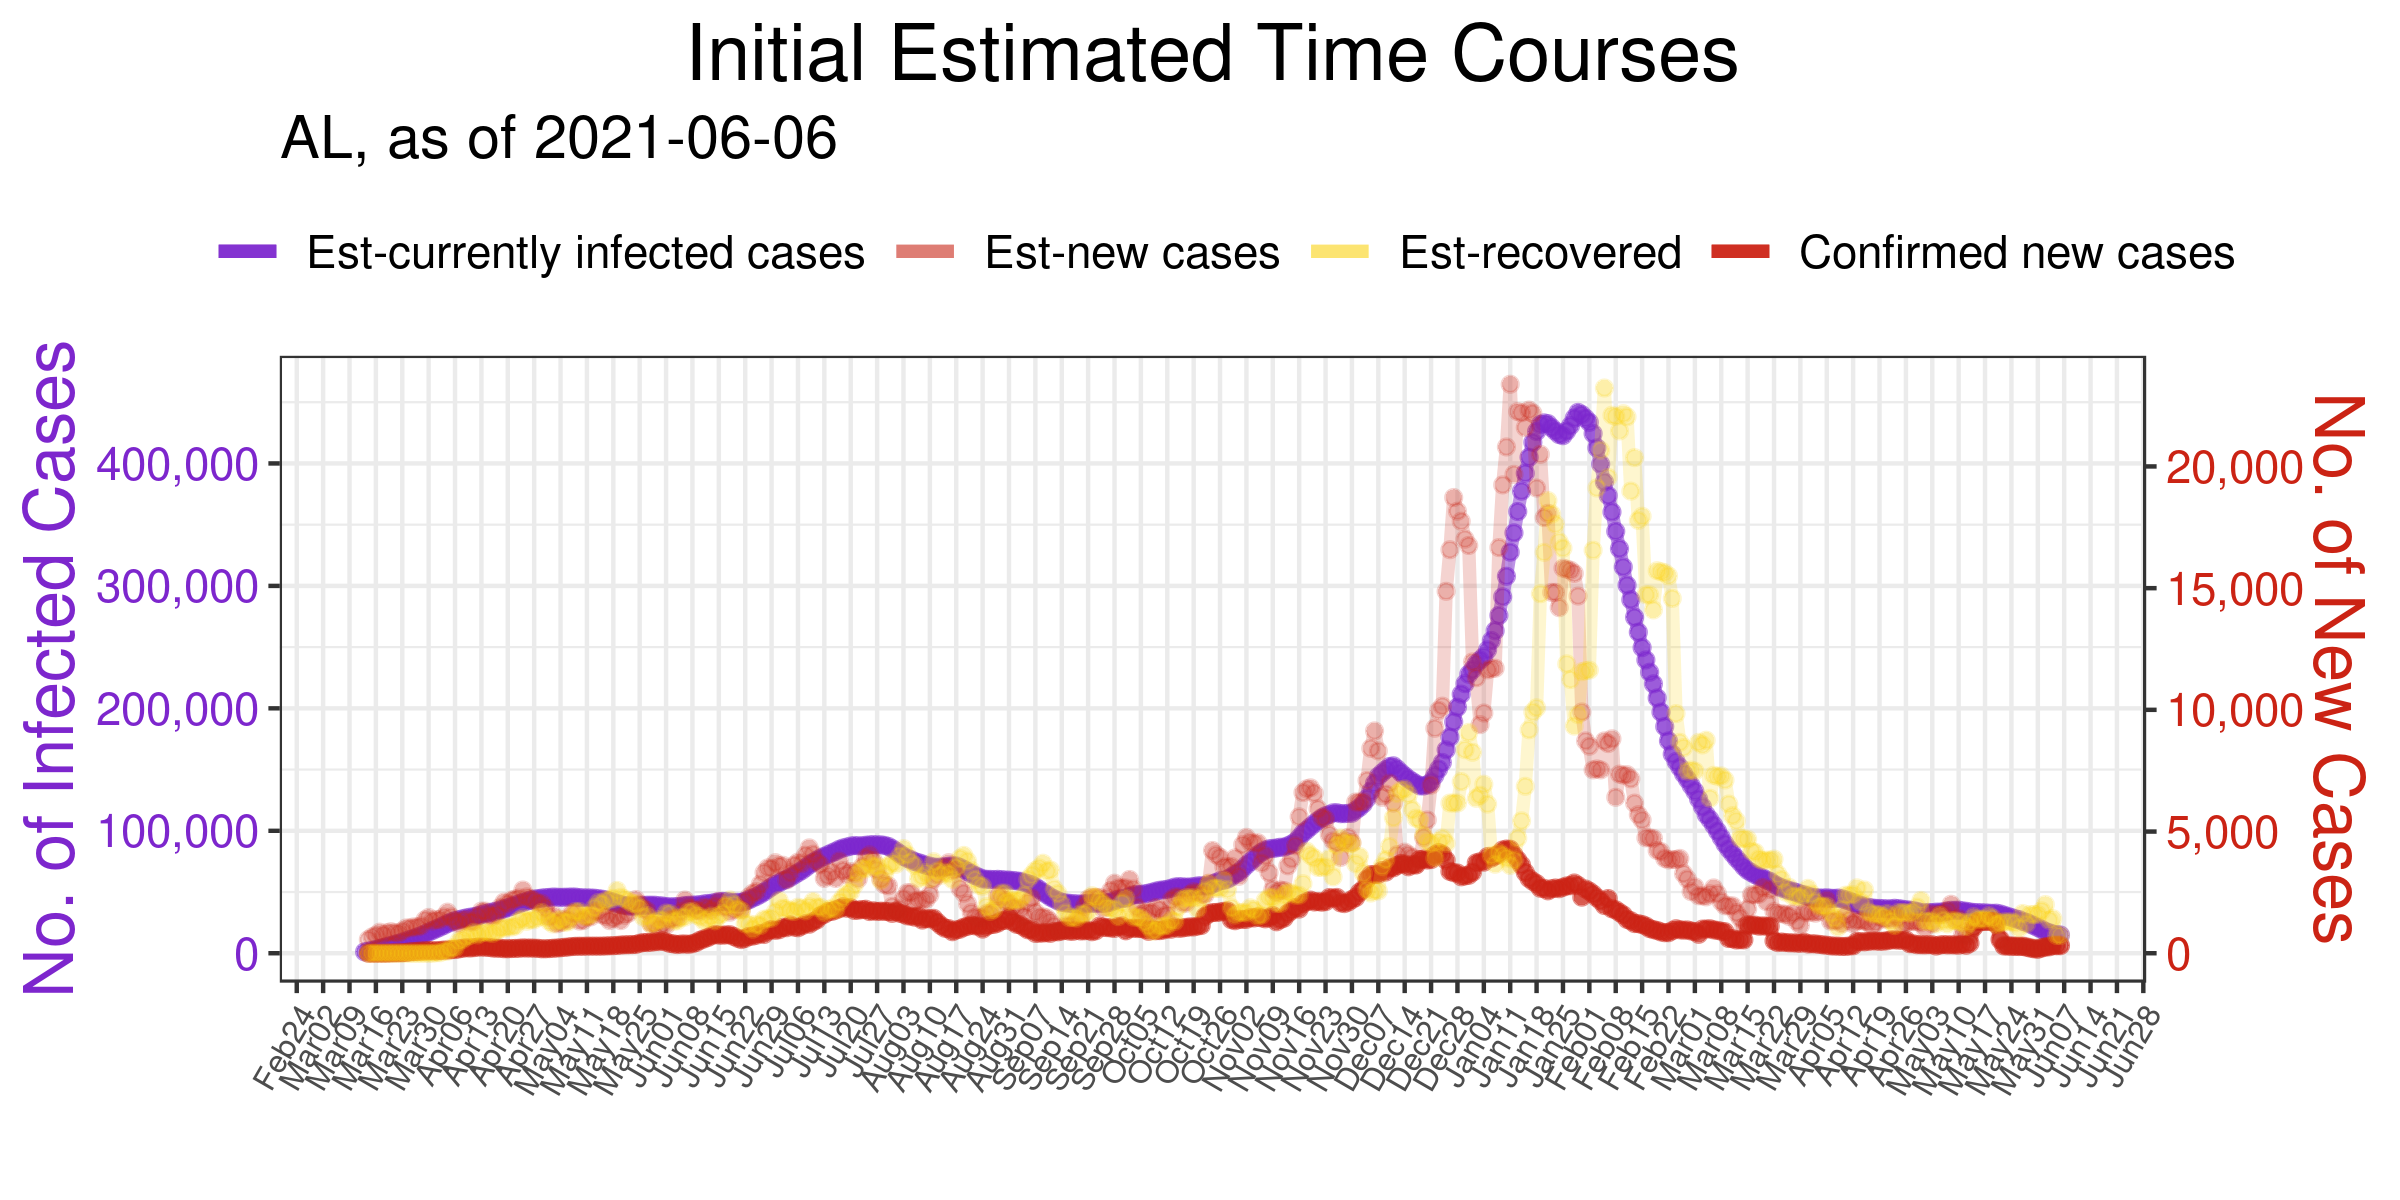 Initial Estimated Time Courses
AL, as of 2021-06-06
Est-currently infected cases Est-new cases Est-recovered Confirmed new cases
No. of Infected Cases
400,000
300,000
200,000
100,000
0
20,000
15,000
10,000
5,000
0
No. of New Cases
Feb24 Mar02 Mar09 Mar16 Mar23 Mar30 Apr06 Apr13 Apr20 Apr27 May04 May11 May18 May25 Jun01 Jun08 Jun15 Jun22 Jun29 Jul06 Jul13 Jul20 Jul27 Aug03 Aug10 Aug17 Aug24 Aug31 Sep07 Sep14 Sep21 Sep28 Oct05 Oct12 Oct19 Oct26 Nov02 Nov09 Nov16 Nov23 Nov30 Dec07 Dec14 Dec21 Dec28 Jan04 Jan11 Jan18 Jan25 Feb01 Feb08 Feb15 Feb22 Mar01 Mar08 Mar15 Mar22 Mar29 Apr05 Apr12 Apr19 Apr26 May03 May10 May17 May24 May31 Jun07 Jun14 Jun21 Jun28